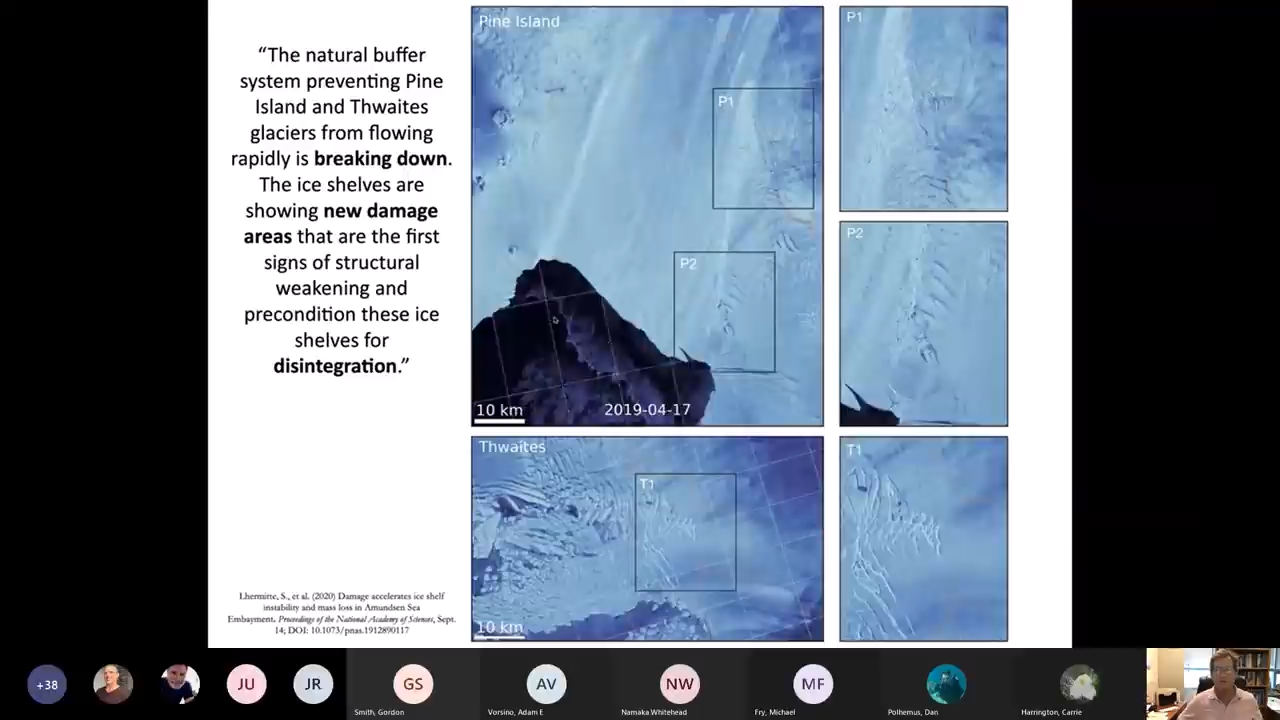 “The natural buffer
system preventing Pine
Island and Thwaites
glaciers from flowing
rapidly is breaking down.
The ice shelves are
showing new damage
areas that are the first
signs of structural
weakening and
precondition these ice
shelves for
disintegration.”
Lhermitte, S., et al. (2020) Damage accelerates ice shelf
instability and mass loss in Amundsen Sea
Embayment. Proceedings of the National Academy of Sciences, Sept.
14; DOI: 10.1073/pnas.1912890117
Pine Island
P1
P2
10 km
2019-04-17
P1
P2
Thwaites
T1
10 km
T1
+38
JU
JR
GS
Smith, Gordon
AV
Vorsino, Adam E
NW
Namaka Whitehead
MF
Fry, Michael
Polhemus, Dan
Harrington, Carrie